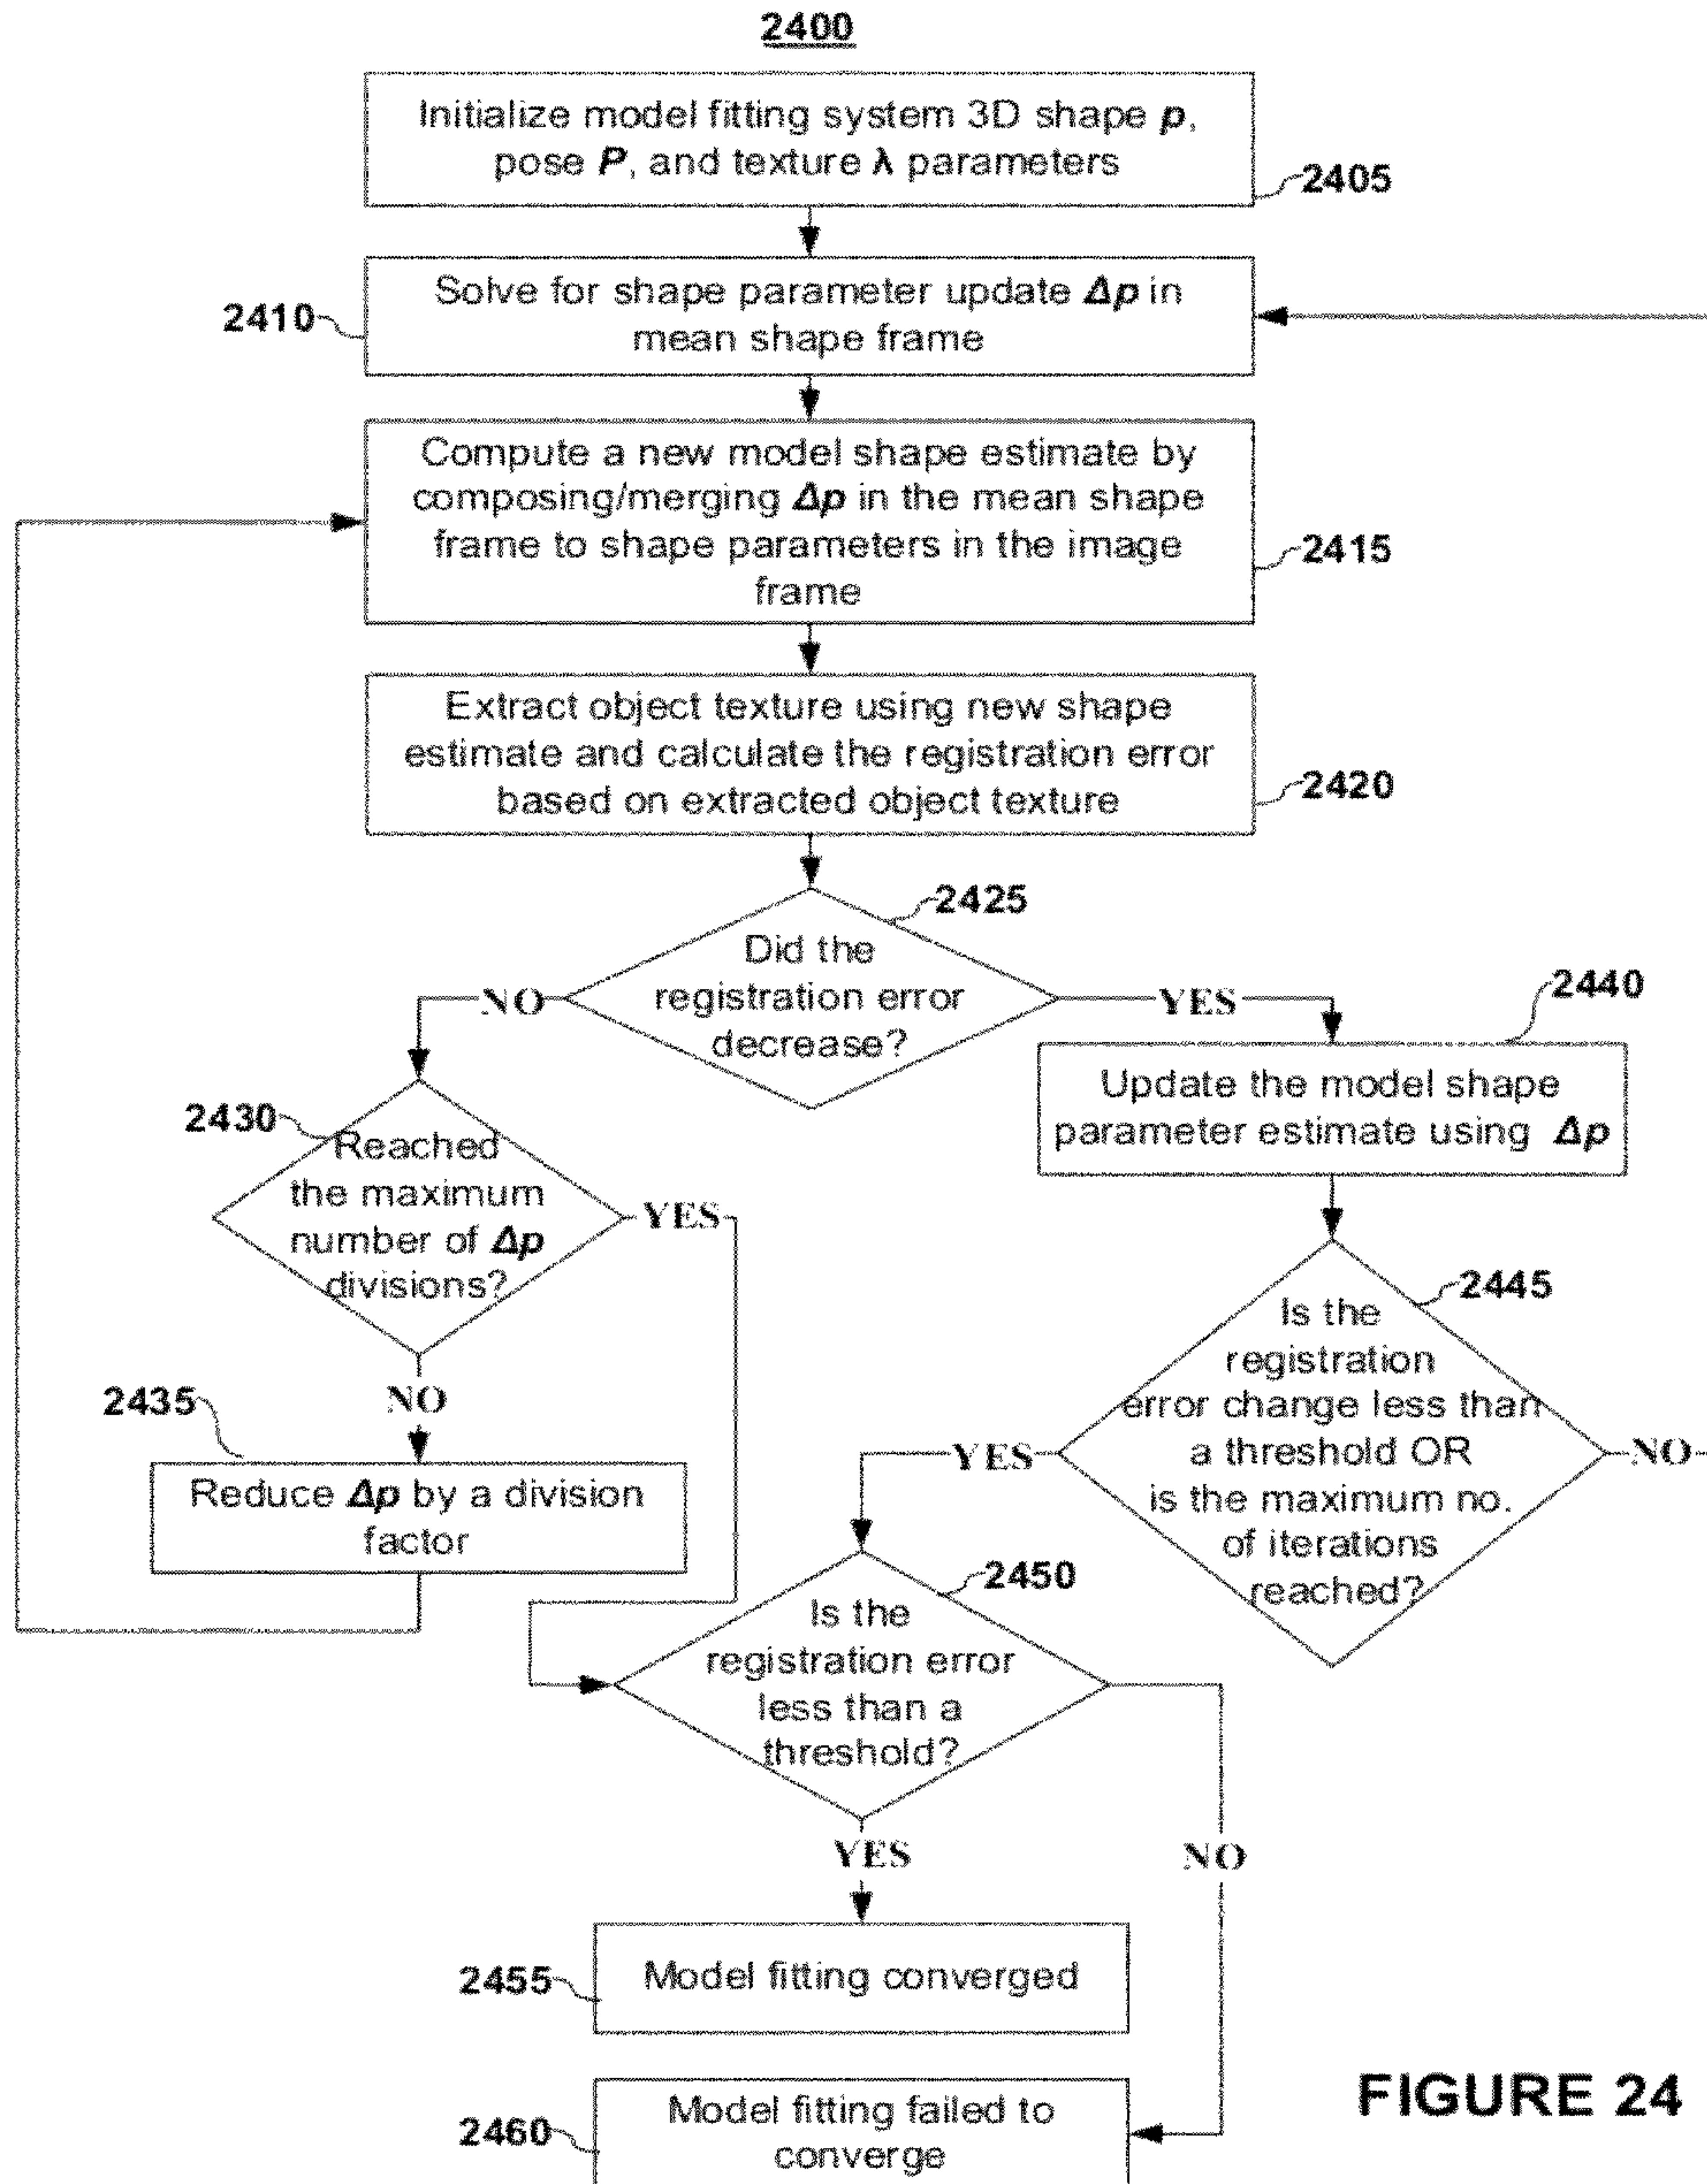 2400
Initialize model fitting system 3D shape p,
pose P, and texture λ parameters
2405
Solve for shape parameter update Δp in
mean shape frame
2410
Compute a new model shape estimate by
composing/merging Δp in the mean shape
frame to shape parameters in the image
frame
2415
Extract object texture using new shape
estimate and calculate the registration error
based on extracted object texture
2420
2425
Did the
registration error
decrease?
NO
YES
2440
Update the model shape
parameter estimate using Δp
2430
Reached
the maximum
number of Δp
divisions?
YES
NO
2435
Reduce Δp by a division
factor
2445
Is the
registration
error change less than
a threshold OR
is the maximum no.
of iterations
reached?
YES
NO
2450
Is the
registration error
less than a
threshold?
YES
NO
2455
Model fitting converged
2460
Model fitting failed to
converge
FIGURE 24